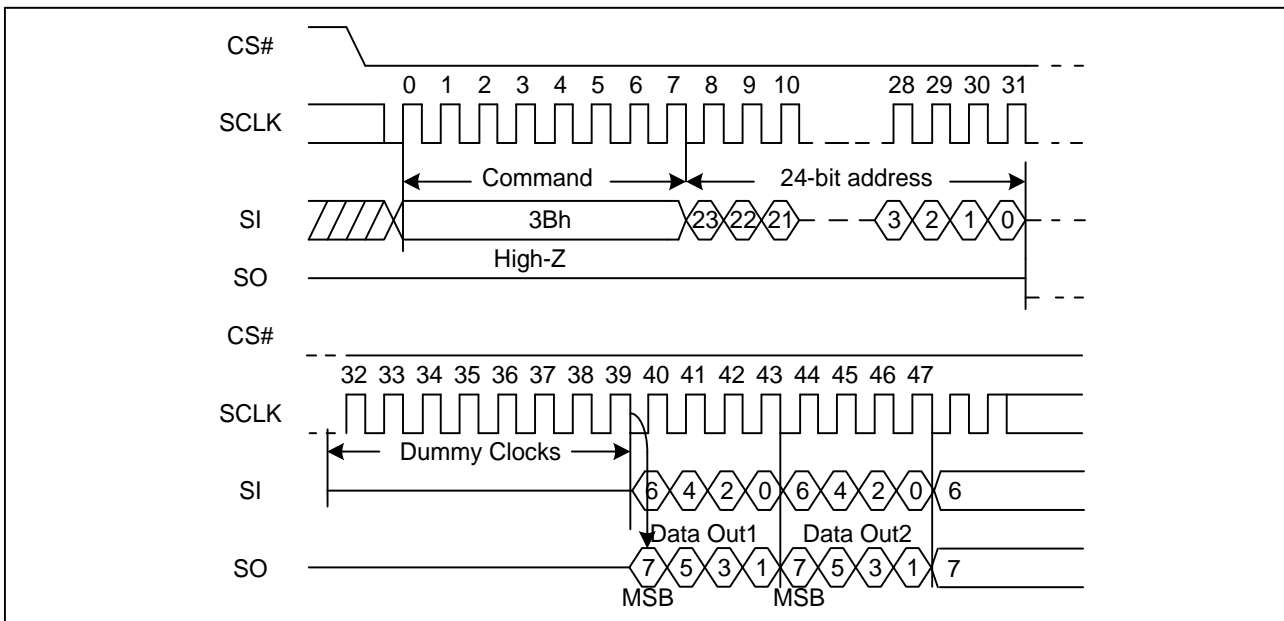 CS#
0 1 2 3 4 5 6 7 8 9 10 28 29 30 31
SCLK
Command 24-bit address
SI 3Bh 23 22 21 3 2 1 0
High-Z
SO
CS#
32 33 34 35 36 37 38 39 40 41 42 43 44 45 46 47
SCLK
Dummy Clocks
SI 6 4 2 0 6 4 2 0 6
Data Out1 Data Out2
SO 7 5 3 1 7 5 3 1 7
MSB MSB